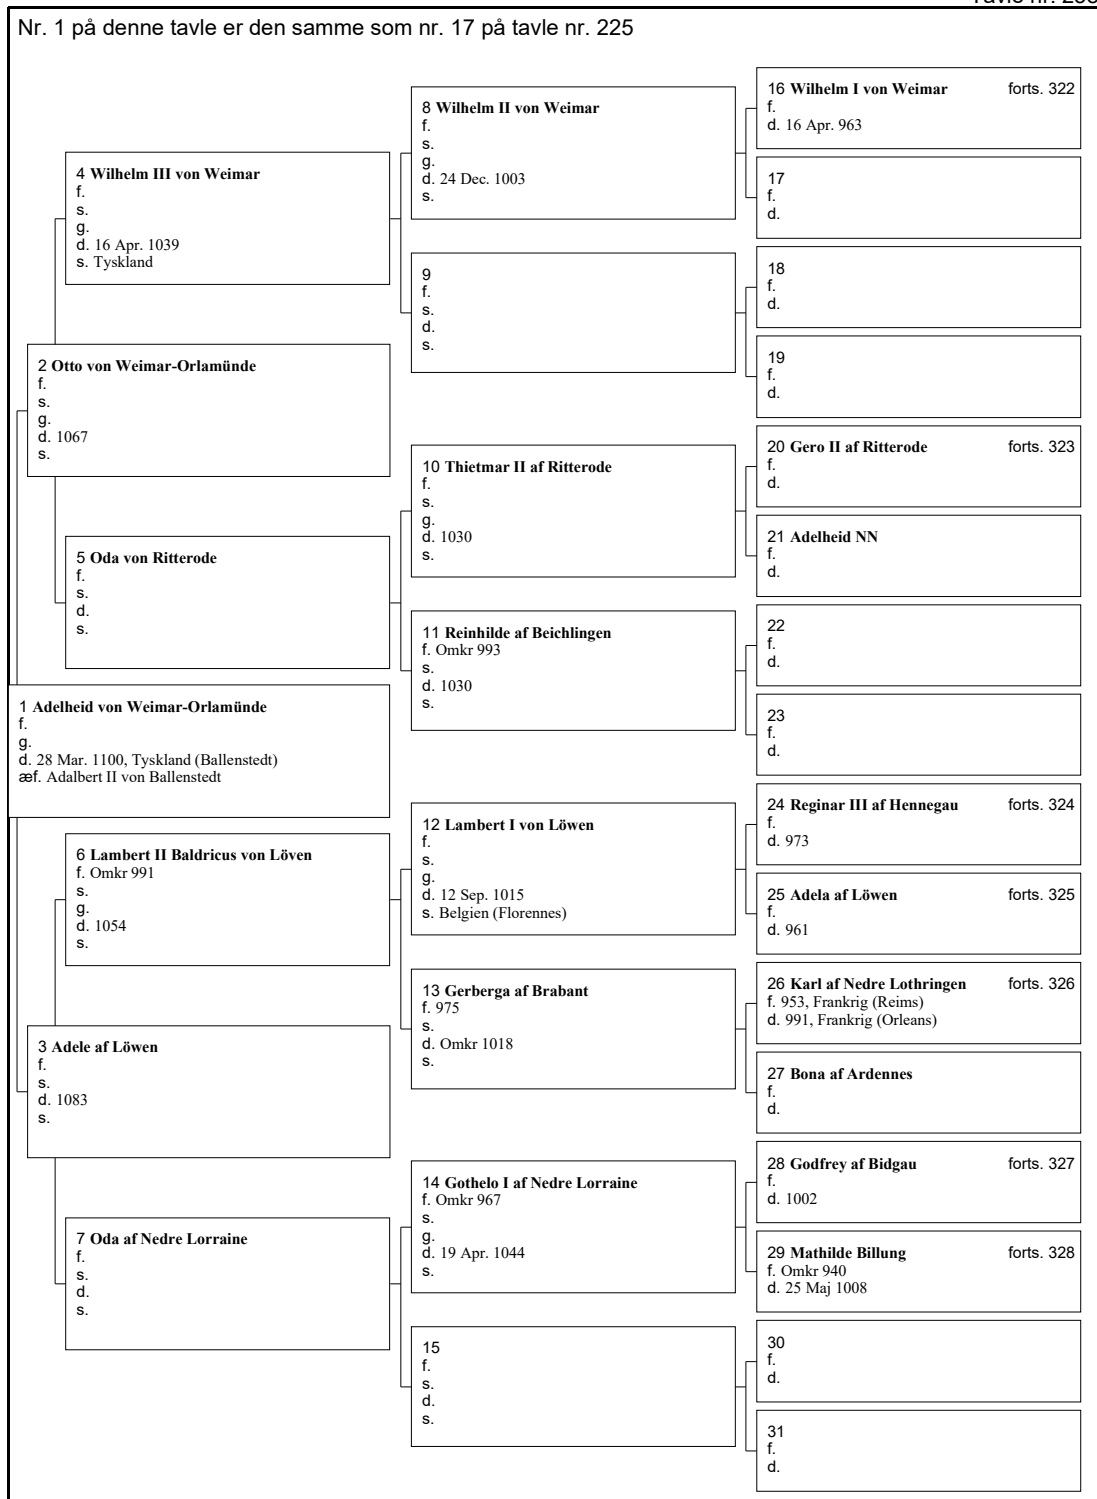 Nr. 1 på denne tavle er den samme som nr. 17 på tavle nr. 225
16 Wilhelm I von Weimar forts. 322
f.
d. 16 Apr. 963
8 Wilhelm II von Weimar
f.
s.
g.
d. 24 Dec. 1003
s.
17
f.
d.
4 Wilhelm III von Weimar
f.
s.
g.
d. 16 Apr. 1039
s. Tyskland
18
f.
d.
9
f.
s.
d.
s.
19
f.
d.
2 Otto von Weimar-Orlamünde
f.
s.
g.
d. 1067
s.
20 Gero II af Ritterode forts. 323
f.
d.
10 Thietmar II af Ritterode
f.
s.
g.
d. 1030
s.
21 Adelheid NN
f.
d.
5 Oda von Ritterode
f.
s.
d.
s.
22
f.
d.
11 Reinhilde af Beichlingen
f. Omkr 993
s.
d. 1030
s.
23
f.
d.
1 Adelheid von Weimar-Orlamünde
f.
g.
d. 28 Mar. 1100, Tyskland (Ballenstedt)
æf. Adalbert II von Ballenstedt
24 Reginar III af Hennegau forts. 324
f.
d. 973
12 Lambert I von Löwen
f.
s.
g.
d. 12 Sep. 1015
s. Belgien (Florennes)
25 Adela af Löwen forts. 325
f.
d. 961
6 Lambert II Baldricus von Löven
f. Omkr 991
s.
g.
d. 1054
s.
26 Karl af Nedre Lothringen forts. 326
f. 953, Frankrig (Reims)
d. 991, Frankrig (Orleans)
13 Gerberga af Brabant
f. 975
s.
d. Omkr 1018
s.
27 Bona af Ardennes
f.
d.
3 Adele af Löwen
f.
s.
d. 1083
s.
28 Godfrey af Bidgau forts. 327
f.
d. 1002
14 Gothelo I af Nedre Lorraine
f. Omkr 967
s.
g.
d. 19 Apr. 1044
s.
29 Mathilde Billung forts. 328
f. Omkr 940
d. 25 Maj 1008
7 Oda af Nedre Lorraine
f.
s.
d.
s.
30
f.
d.
15
f.
s.
d.
s.
31
f.
d.